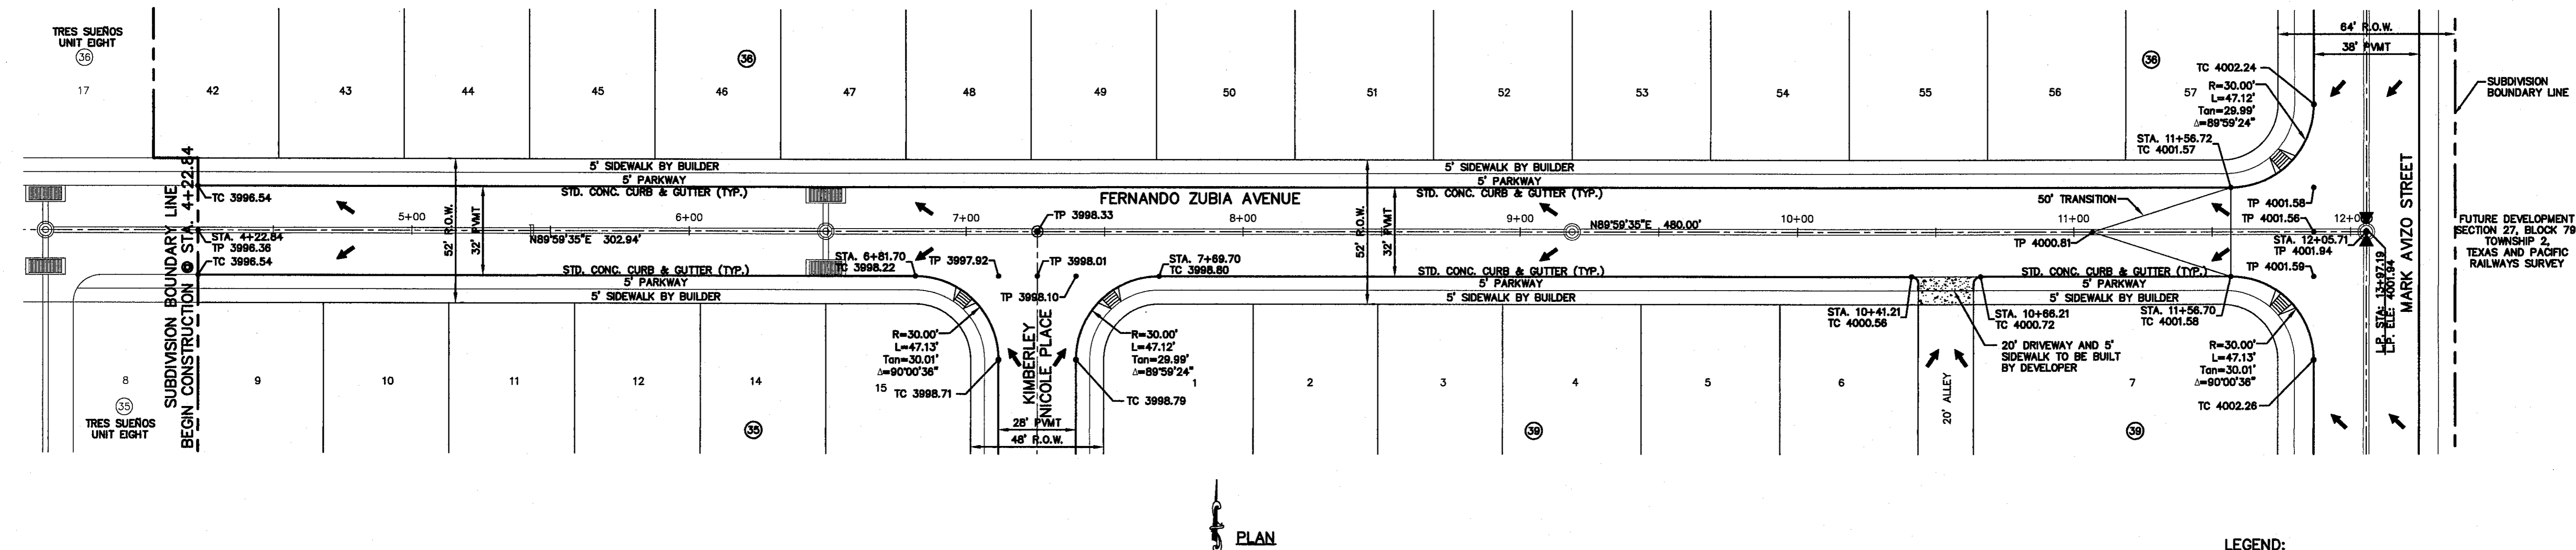 TRES SUEÑOS
UNIT EIGHT
36
17
42
43
44
45
46
36
47
48
49
50
51
52
53
54
55
56
36
57
64' R.O.W.
38' PVMT
TC 4002.24
R=30.00'
L=47.12'
Tan=29.99'
Δ=89°59'24"
STA. 11+56.72
TC 4001.57
SUBDIVISION
BOUNDARY LINE
5' SIDEWALK BY BUILDER
5' PARKWAY
STD. CONC. CURB & GUTTER (TYP.)
5' SIDEWALK BY BUILDER
5' PARKWAY
STD. CONC. CURB & GUTTER (TYP.)
TC 3996.54
5+00
6+00
7+00
8+00
9+00
10+00
11+00
12+00
52' R.O.W.
32' PVMT
FERNANDO ZUBIA AVENUE
TP 3998.33
52' R.O.W.
32' PVMT
50' TRANSITION
TP 4001.58
TP 4001.56
STA. 4+22.84
TP 3996.36
TC 3996.54
N89°59'35"E 302.94'
N89°59'35"E 480.00'
TP 4000.81
STA. 12+05.71
TP 4001.94
TP 4001.59
FUTURE DEVELOPMENT
SECTION 27, BLOCK 79
TOWNSHIP 2,
TEXAS AND PACIFIC
RAILWAYS SURVEY
MARK AVIZO STREET
L.P. STA: 13+97.19
L.P. ELE: 4001.94
SUBDIVISION BOUNDARY LINE
BEGIN CONSTRUCTION @ STA. 4+22.84
STD. CONC. CURB & GUTTER (TYP.)
5' PARKWAY
5' SIDEWALK BY BUILDER
STA. 6+81.70
TC 3998.22
TP 3997.92
TP 3998.01
TP 3998.10
STA. 7+69.70
TC 3998.80
STD. CONC. CURB & GUTTER (TYP.)
5' PARKWAY
5' SIDEWALK BY BUILDER
STD. CONC. CURB & GUTTER (TYP.)
5' PARKWAY
5' SIDEWALK BY BUILDER
STA. 10+41.21
TC 4000.56
STA. 10+66.21
TC 4000.72
STA. 11+56.70
TC 4001.58
R=30.00'
L=47.13'
Tan=30.01'
Δ=90°00'36"
TC 3998.71
KIMBERLEY
NICOLE PLACE
R=30.00'
L=47.12'
Tan=29.99'
Δ=89°59'24"
TC 3998.79
28' PVMT
48' R.O.W.
20' DRIVEWAY AND 5'
SIDEWALK TO BE BUILT
BY DEVELOPER
20' ALLEY
R=30.00'
L=47.13'
Tan=30.01'
Δ=90°00'36"
TC 4002.26
8
35
TRES SUEÑOS
UNIT EIGHT
9
10
11
12
14
35
15
1
2
3
4
39
5
6
7
39
PLAN
LEGEND: